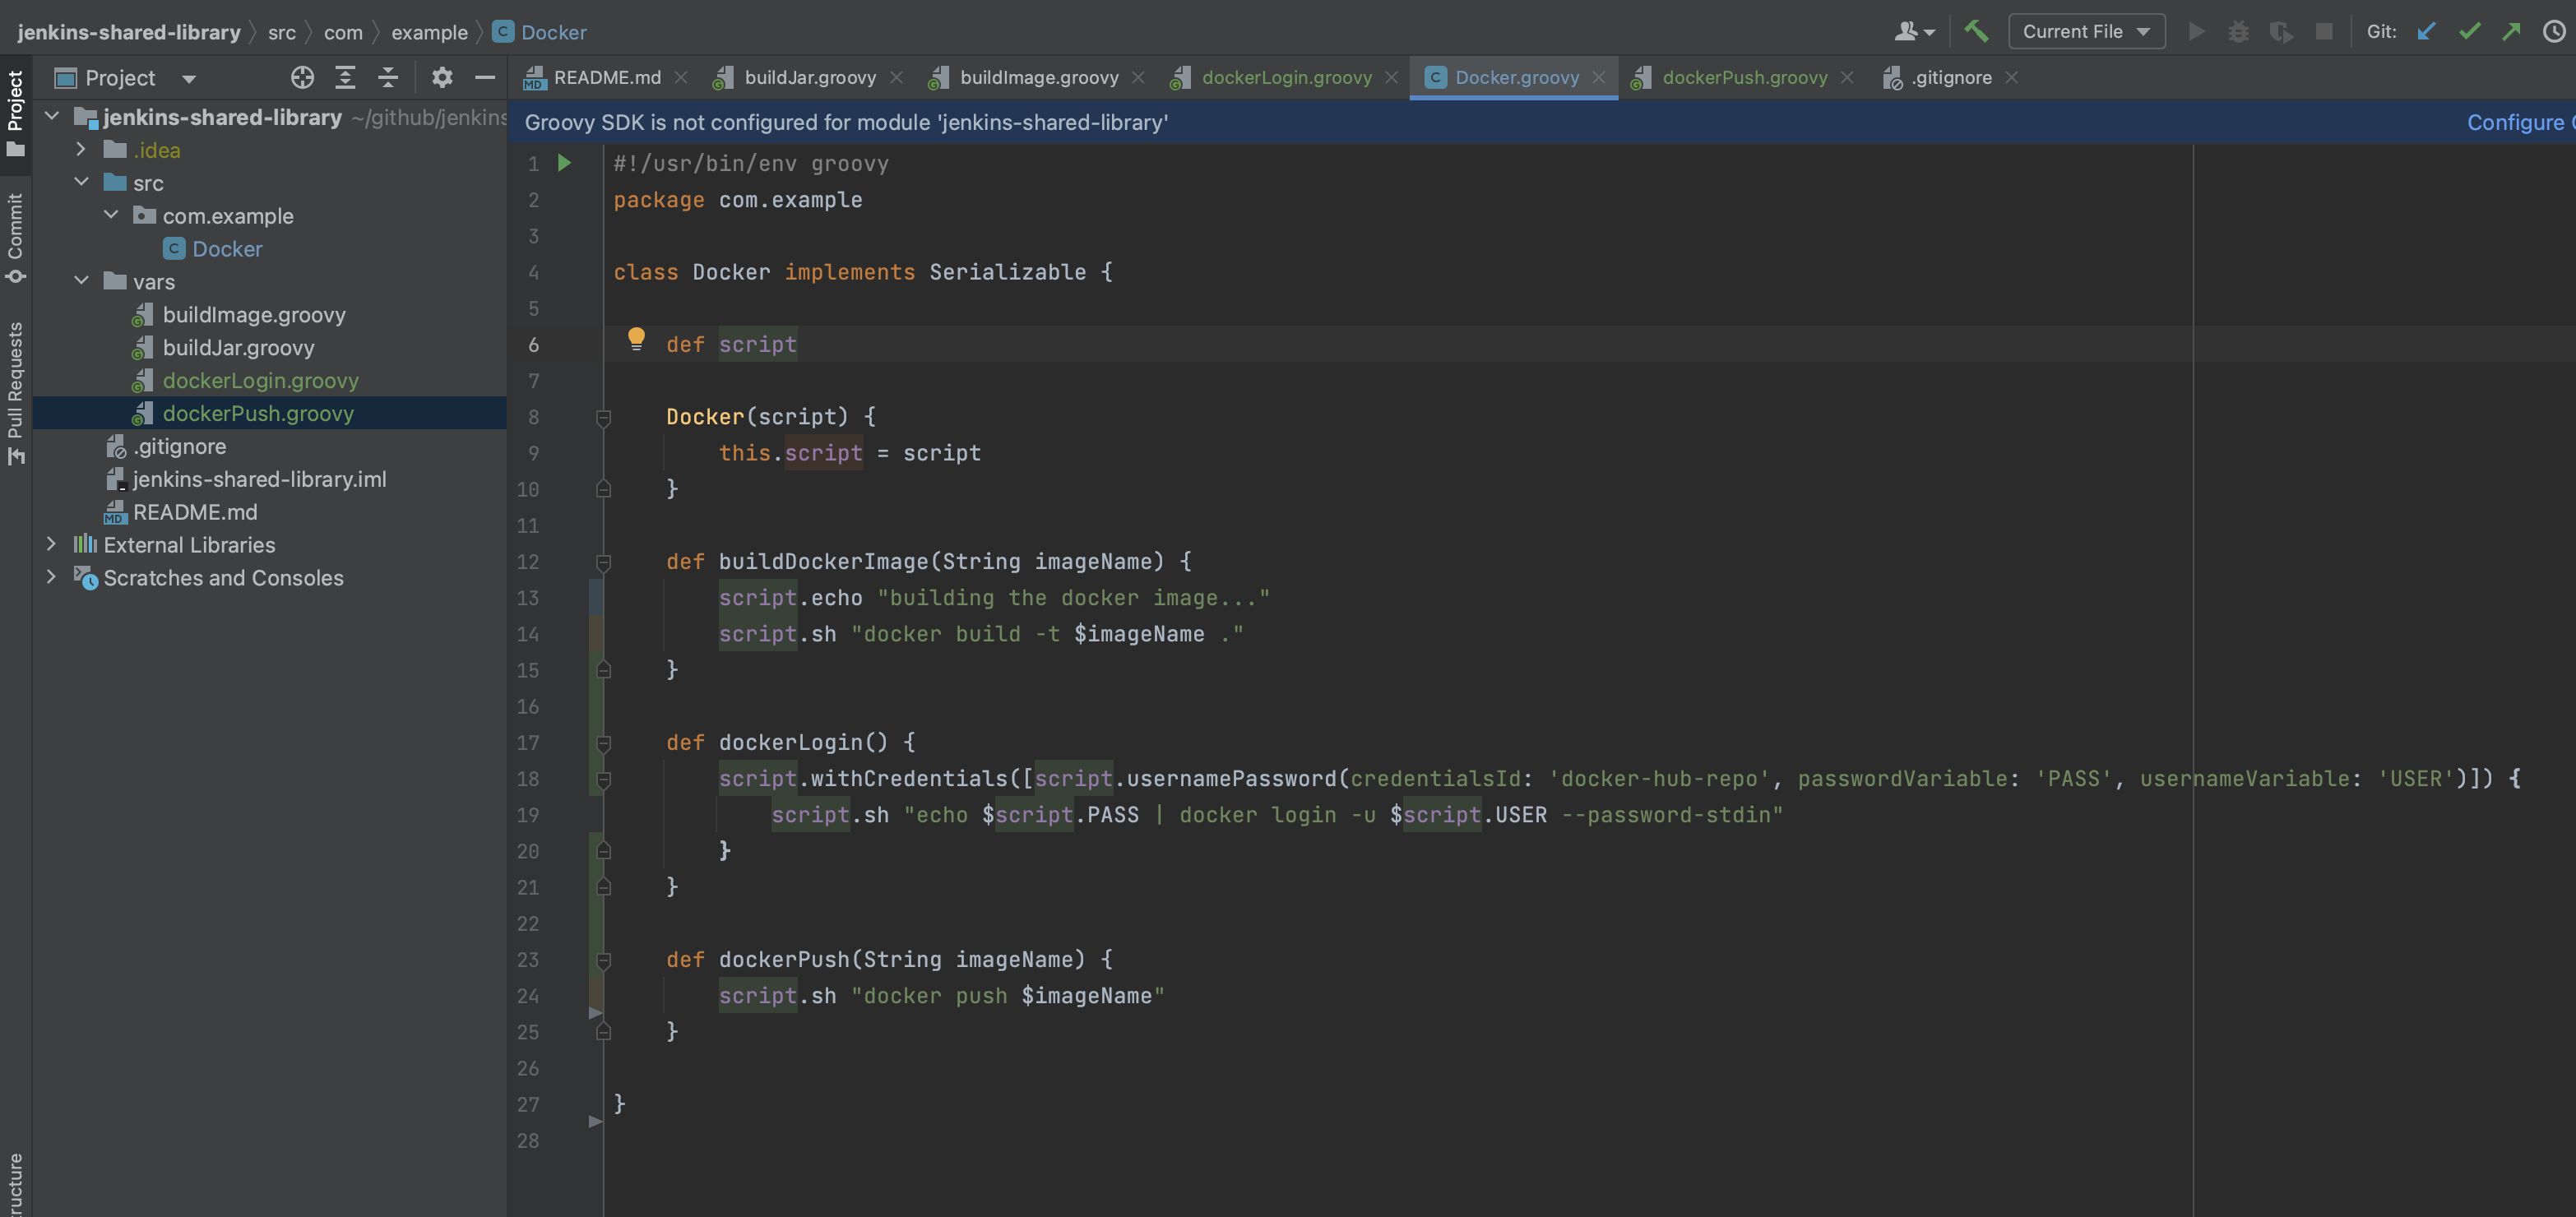 jenkins-shared-library src com example Docker
Current File Git:
Project
README.md buildJar.groovy buildImage.groovy dockerLogin.groovy Docker.groovy dockerPush.groovy .gitignore
Groovy SDK is not configured for module 'jenkins-shared-library' Configure
Project
Commit
Pull Requests
ructure
jenkins-shared-library ~/github/jenkins
.idea
src
com.example
Docker
vars
buildImage.groovy
buildJar.groovy
dockerLogin.groovy
dockerPush.groovy
.gitignore
jenkins-shared-library.iml
README.md
External Libraries
Scratches and Consoles
1 #!/usr/bin/env groovy
2 package com.example
3
4 class Docker implements Serializable {
5
6 def script
7
8 Docker(script) {
9 this.script = script
10 }
11
12 def buildDockerImage(String imageName) {
13 script.echo "building the docker image..."
14 script.sh "docker build -t $imageName ."
15 }
16
17 def dockerLogin() {
18 script.withCredentials([script.usernamePassword(credentialsId: 'docker-hub-repo', passwordVariable: 'PASS', usernameVariable: 'USER')]) {
19 script.sh "echo $script.PASS | docker login -u $script.USER --password-stdin"
20 }
21 }
22
23 def dockerPush(String imageName) {
24 script.sh "docker push $imageName"
25 }
26
27 }
28